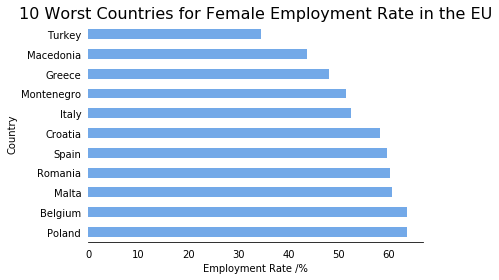 10 Worst Countries for Female Employment Rate in the EU
Turkey
Macedonia
Greece
Montenegro
Italy
Croatia
Spain
Romania
Malta
Belgium
Poland
Country
0 10 20 30 40 50 60
Employment Rate /%